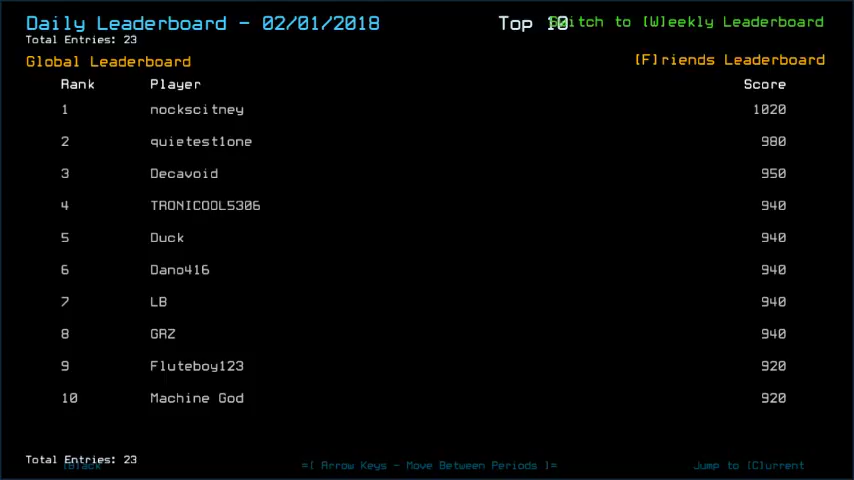 Daily Leaderboard - 02/01/2018 Top 10 Switch to [W]eekly Leaderboard
Total Entries: 23
Global Leaderboard [F]riends Leaderboard
Rank Player Score
1 nockscitney 1020
2 quietest1one 980
3 Decavoid 950
4 TRONICOOL5306 940
5 Duck 940
6 Dano416 940
7 LB 940
8 GRZ 940
9 Fluteboy123 920
10 Machine God 920
Total Entries: 23
[B]ack =[ Arrow Keys - Move Between Periods ]= Jump to [C]urrent